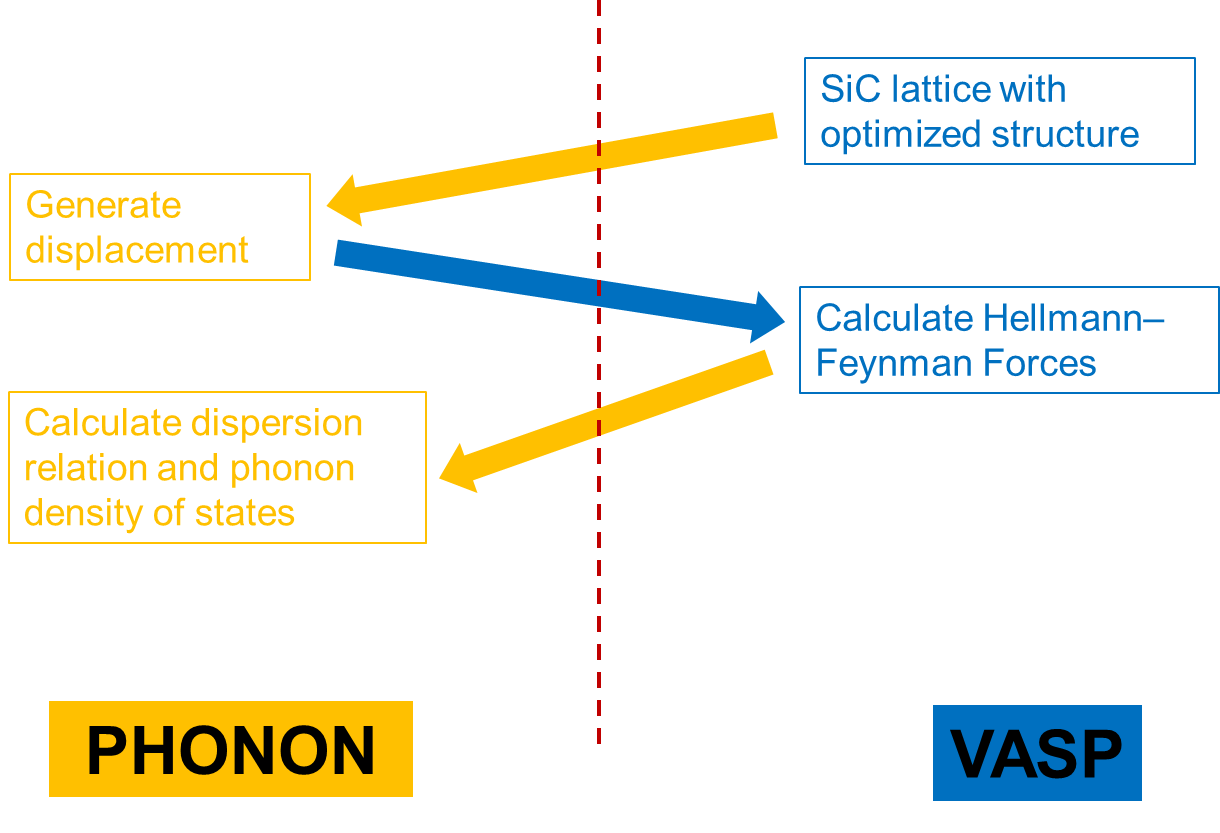 SiC lattice with
optimized structure
Generate
displacement
Calculate Hellmann–
Feynman Forces
Calculate dispersion
relation and phonon
density of states
PHONON
VASP